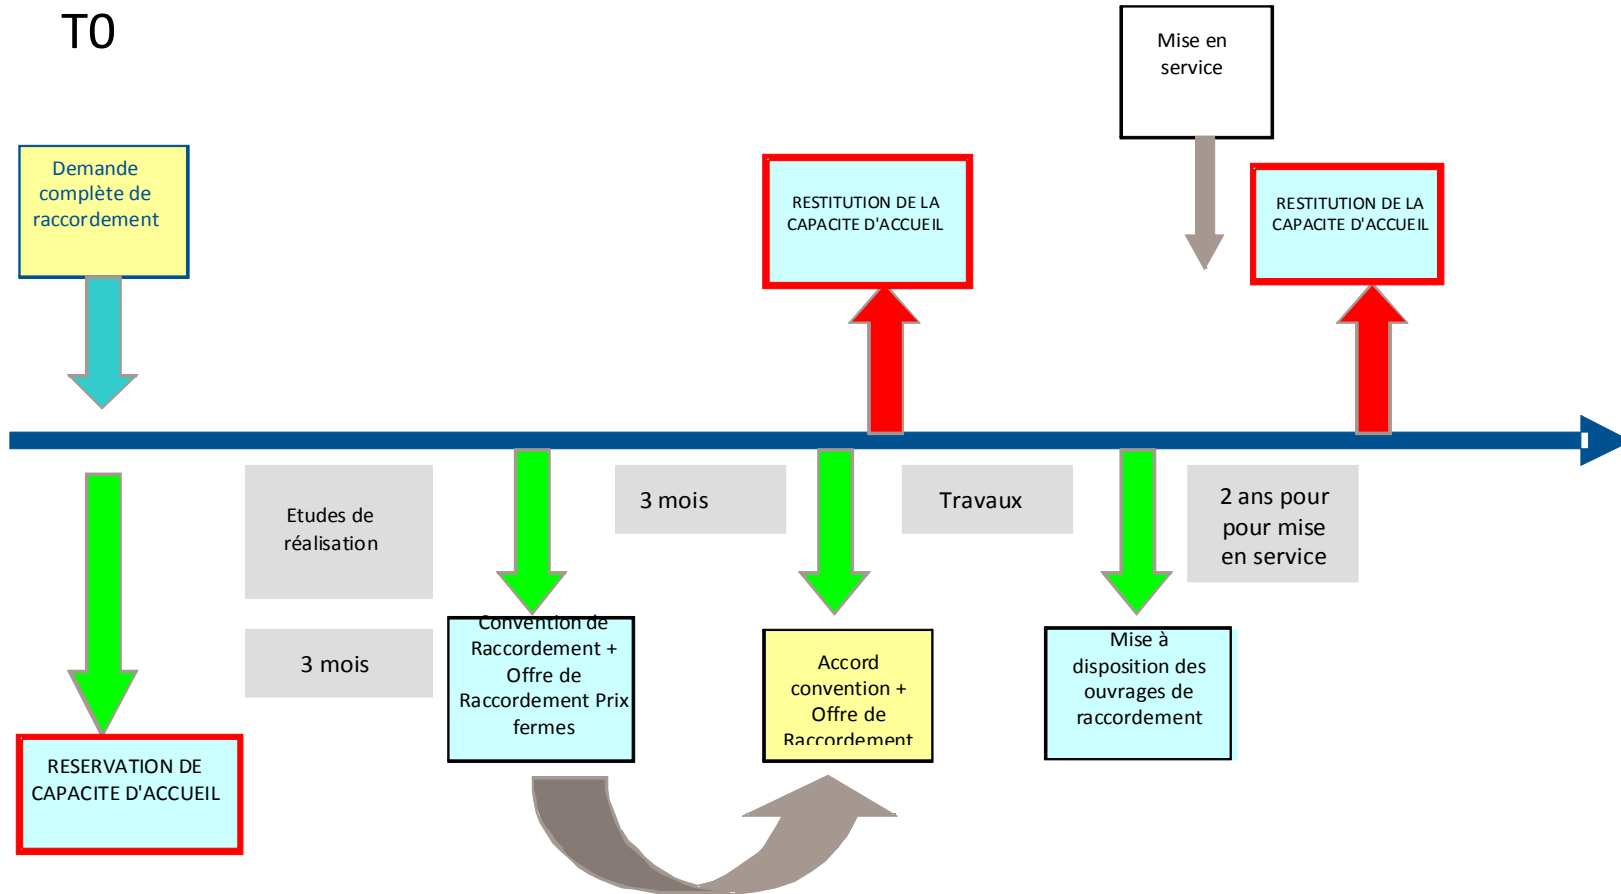 T0
Mise en
service
Demande
complète de
raccordement
RESTITUTION DE LA
CAPACITE D'ACCUEIL
RESTITUTION DE LA
CAPACITE D'ACCUEIL
Etudes de
réalisation
3 mois
3 mois
Travaux
2 ans pour
pour mise
en service
Convention de
Raccordement +
Offre de
Raccordement Prix
fermes
Accord
convention +
Offre de
Raccordement
Mise à
disposition des
ouvrages de
raccordement
RESERVATION DE
CAPACITE D'ACCUEIL